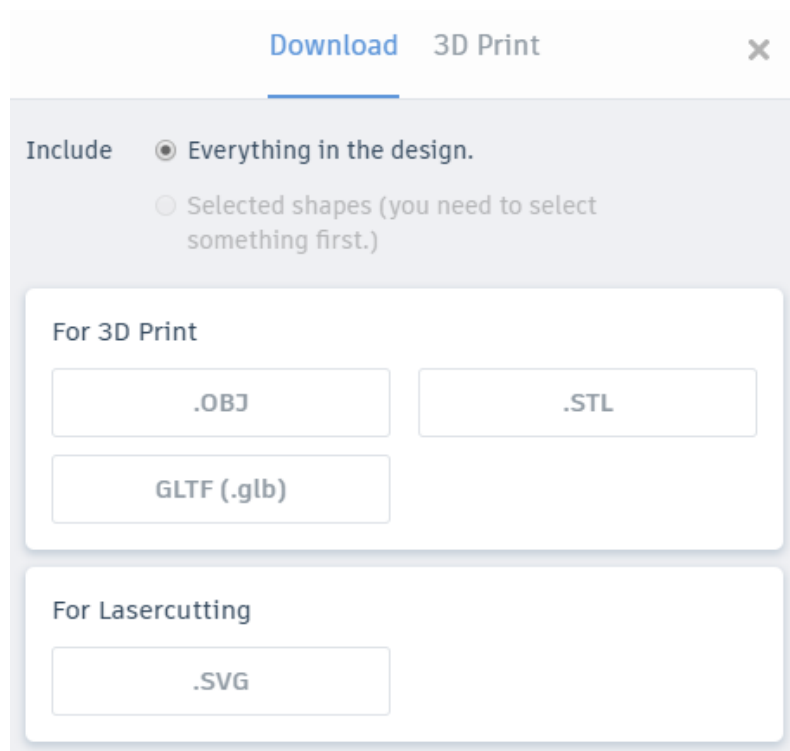 Download 3D Print
Include Everything in the design.
Selected shapes (you need to select
something first.)
For 3D Print
.OBJ .STL
GLTF (.glb)
For Lasercutting
.SVG